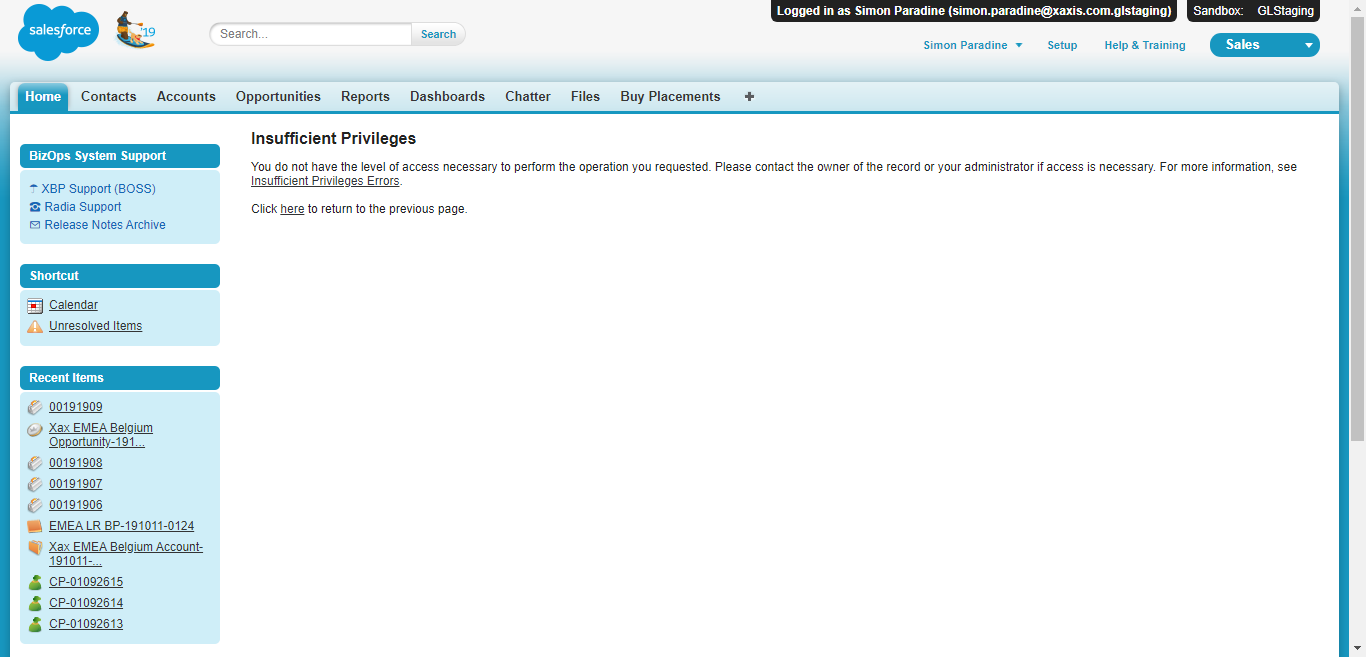 Logged in as Simon Paradine (simon.paradine@xaxis.com.glstaging)
Sandbox: GLStaging
salesforce
'19
Search...
Search
Simon Paradine
Setup
Help & Training
Sales
Home
Contacts
Accounts
Opportunities
Reports
Dashboards
Chatter
Files
Buy Placements
+
BizOps System Support
XBP Support (BOSS)
Radia Support
Release Notes Archive
Shortcut
Calendar
Unresolved Items
Recent Items
00191909
Xax EMEA Belgium
Opportunity-191...
00191908
00191907
00191906
EMEA LR BP-191011-0124
Xax EMEA Belgium Account-
191011-...
CP-01092615
CP-01092614
CP-01092613
Insufficient Privileges
You do not have the level of access necessary to perform the operation you requested. Please contact the owner of the record or your administrator if access is necessary. For more information, see
Insufficient Privileges Errors.
Click here to return to the previous page.